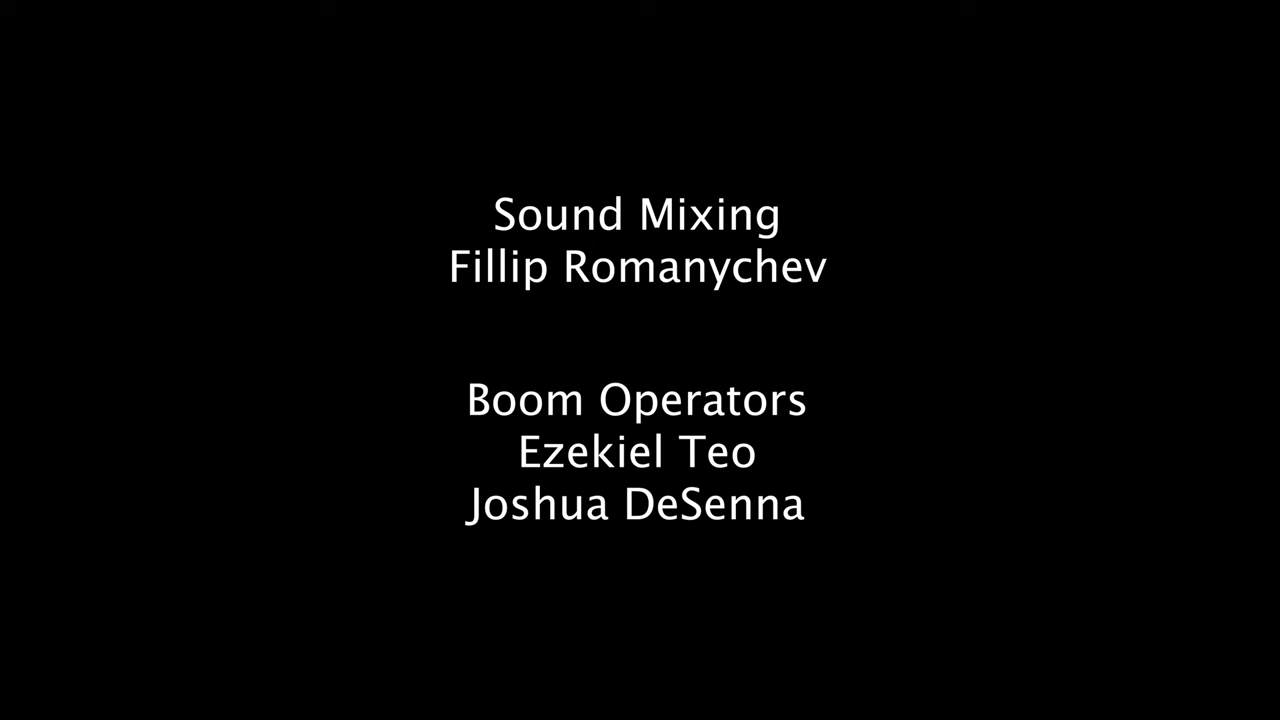 Sound Mixing
Fillip Romanychev
Boom Operators
Ezekiel Teo
Joshua DeSenna